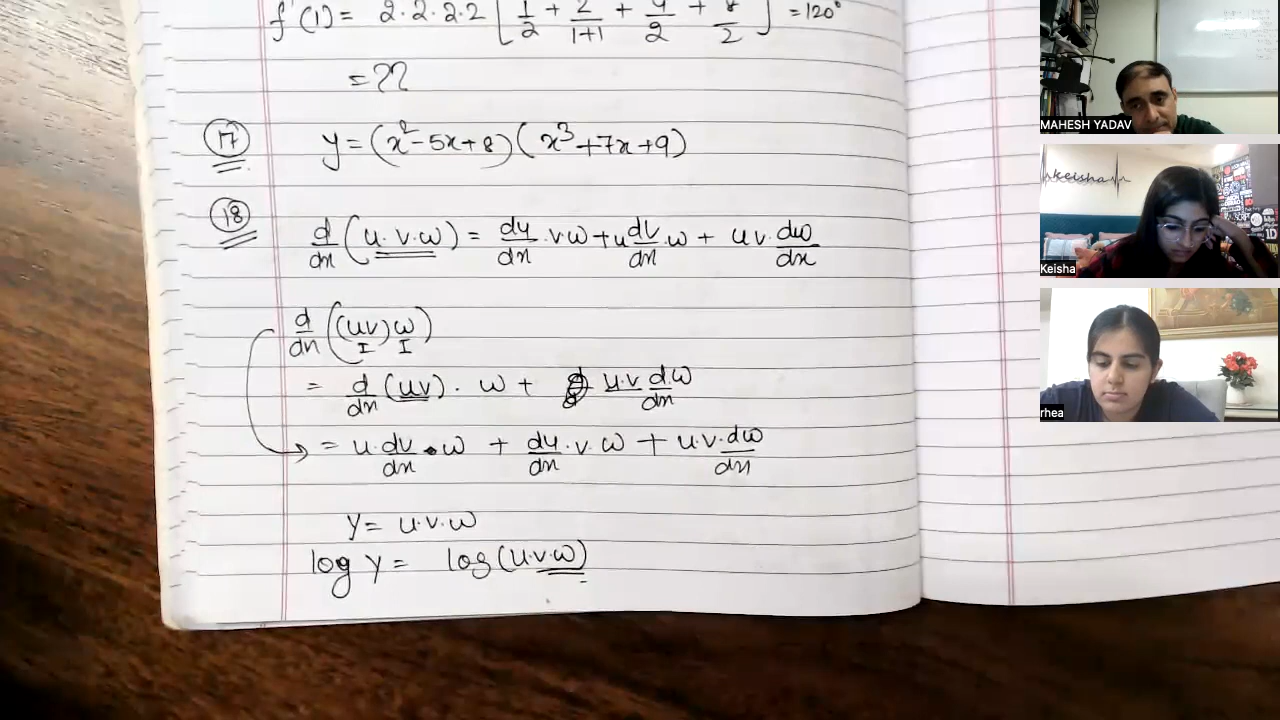 f'(1) = 2·2·2·2 [ 1/2 + 2/1+1 + 4/2 + 8/2 ] = 120
= ??
17 y = (x² - 5x + 8)(x³ + 7x + 9)
18 d/dx (u.v.w) = du/dx . vw + u dv/dx . w + uv. dw/dx
d/dx ((uv) w)
I I
= d/dx (uv) . w + u.v dw/dx
= u. dv/dx . w + du/dx . v. w + u.v. dw/dx
y = u.v.w
log y = log (u.v.w)
MAHESH YADAV
keisha
Keisha
rhea